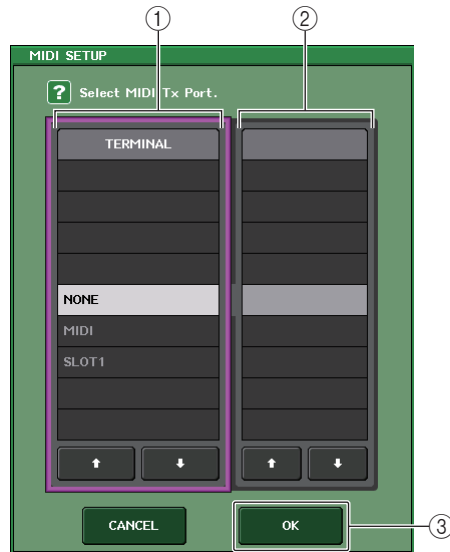 ① ②
MIDI SETUP
? Select MIDI Tx Port.
TERMINAL
NONE
MIDI
SLOT1
CANCEL OK ③